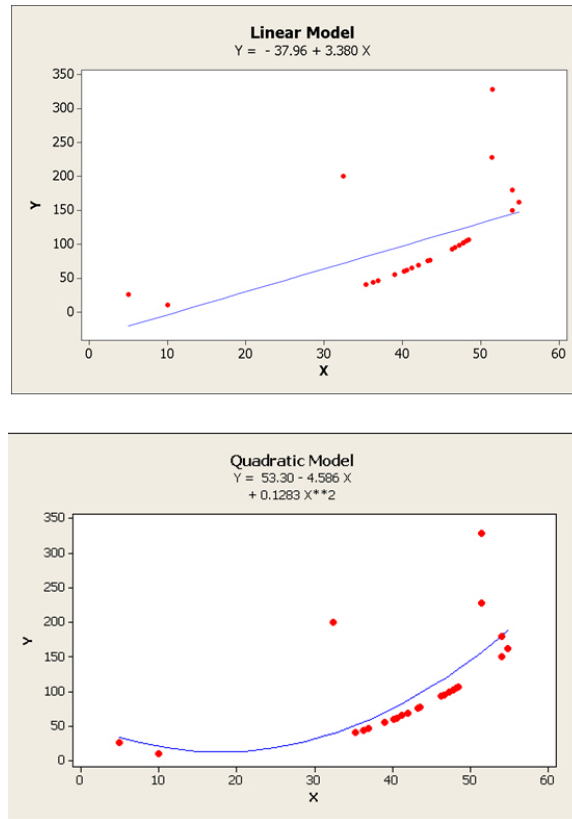 Linear Model
Y = - 37.96 + 3.380 X
350
300
250
200
150
100
50
0
Y
0 10 20 30 40 50 60
X
Quadratic Model
Y = 53.30 - 4.586 X
+ 0.1283 X**2
350
300
250
200
150
100
50
0
Y
0 10 20 30 40 50 60
X